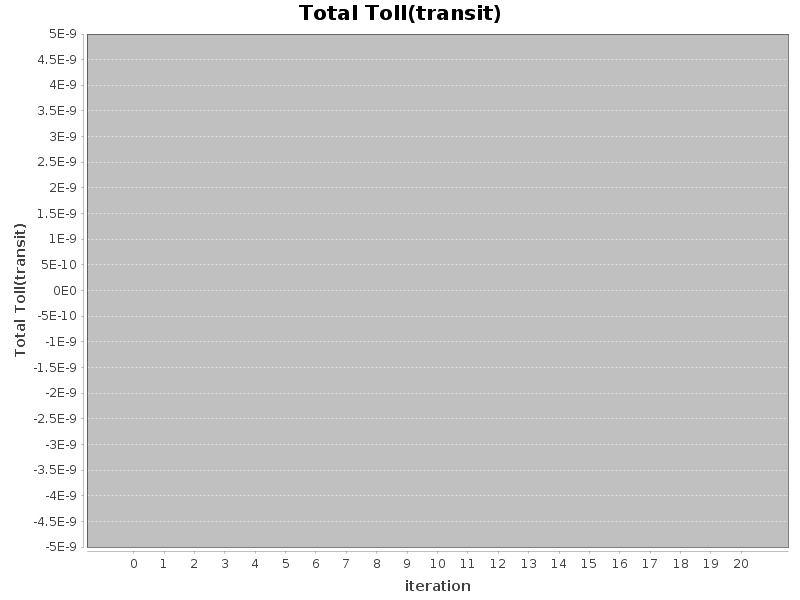 Total Toll(transit)
5E-9
4.5E-9
4E-9
3.5E-9
3E-9
2.5E-9
2E-9
1.5E-9
1E-9
5E-10
0E0
-5E-10
-1E-9
-1.5E-9
-2E-9
-2.5E-9
-3E-9
-3.5E-9
-4E-9
-4.5E-9
-5E-9
Total Toll(transit)
0 1 2 3 4 5 6 7 8 9 10 11 12 13 14 15 16 17 18 19 20
iteration